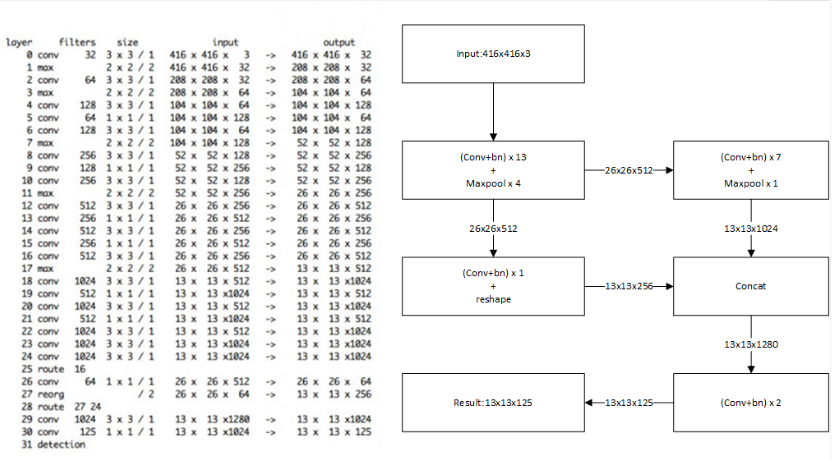 layer filters size input output
0 conv 32 3 x 3 / 1 416 x 416 x 3 -> 416 x 416 x 32
1 max 2 x 2 / 2 416 x 416 x 32 -> 208 x 208 x 32
2 conv 64 3 x 3 / 1 208 x 208 x 32 -> 208 x 208 x 64
3 max 2 x 2 / 2 208 x 208 x 64 -> 104 x 104 x 64
4 conv 128 3 x 3 / 1 104 x 104 x 64 -> 104 x 104 x 128
5 conv 64 1 x 1 / 1 104 x 104 x 128 -> 104 x 104 x 64
6 conv 128 3 x 3 / 1 104 x 104 x 64 -> 104 x 104 x 128
7 max 2 x 2 / 2 104 x 104 x 128 -> 52 x 52 x 128
8 conv 256 3 x 3 / 1 52 x 52 x 128 -> 52 x 52 x 256
9 conv 128 1 x 1 / 1 52 x 52 x 256 -> 52 x 52 x 128
10 conv 256 3 x 3 / 1 52 x 52 x 128 -> 52 x 52 x 256
11 max 2 x 2 / 2 52 x 52 x 256 -> 26 x 26 x 256
12 conv 512 3 x 3 / 1 26 x 26 x 256 -> 26 x 26 x 512
13 conv 256 1 x 1 / 1 26 x 26 x 512 -> 26 x 26 x 256
14 conv 512 3 x 3 / 1 26 x 26 x 256 -> 26 x 26 x 512
15 conv 256 1 x 1 / 1 26 x 26 x 512 -> 26 x 26 x 256
16 conv 512 3 x 3 / 1 26 x 26 x 256 -> 26 x 26 x 512
17 max 2 x 2 / 2 26 x 26 x 512 -> 13 x 13 x 512
18 conv 1024 3 x 3 / 1 13 x 13 x 512 -> 13 x 13 x1024
19 conv 512 1 x 1 / 1 13 x 13 x1024 -> 13 x 13 x 512
20 conv 1024 3 x 3 / 1 13 x 13 x 512 -> 13 x 13 x1024
21 conv 512 1 x 1 / 1 13 x 13 x1024 -> 13 x 13 x 512
22 conv 1024 3 x 3 / 1 13 x 13 x 512 -> 13 x 13 x1024
23 conv 1024 3 x 3 / 1 13 x 13 x1024 -> 13 x 13 x1024
24 conv 1024 3 x 3 / 1 13 x 13 x1024 -> 13 x 13 x1024
25 route 16
26 conv 64 1 x 1 / 1 26 x 26 x 512 -> 26 x 26 x 64
27 reorg / 2 26 x 26 x 64 -> 13 x 13 x 256
28 route 27 24
29 conv 1024 3 x 3 / 1 13 x 13 x1280 -> 13 x 13 x1024
30 conv 125 1 x 1 / 1 13 x 13 x1024 -> 13 x 13 x 125
31 detection
Input:416x416x3
(Conv+bn) x 13
+
Maxpool x 4
26x26x512
(Conv+bn) x 7
+
Maxpool x 1
26x26x512
13x13x1024
(Conv+bn) x 1
+
reshape
13x13x256
Concat
13x13x1280
Result:13x13x125
13x13x125
(Conv+bn) x 2